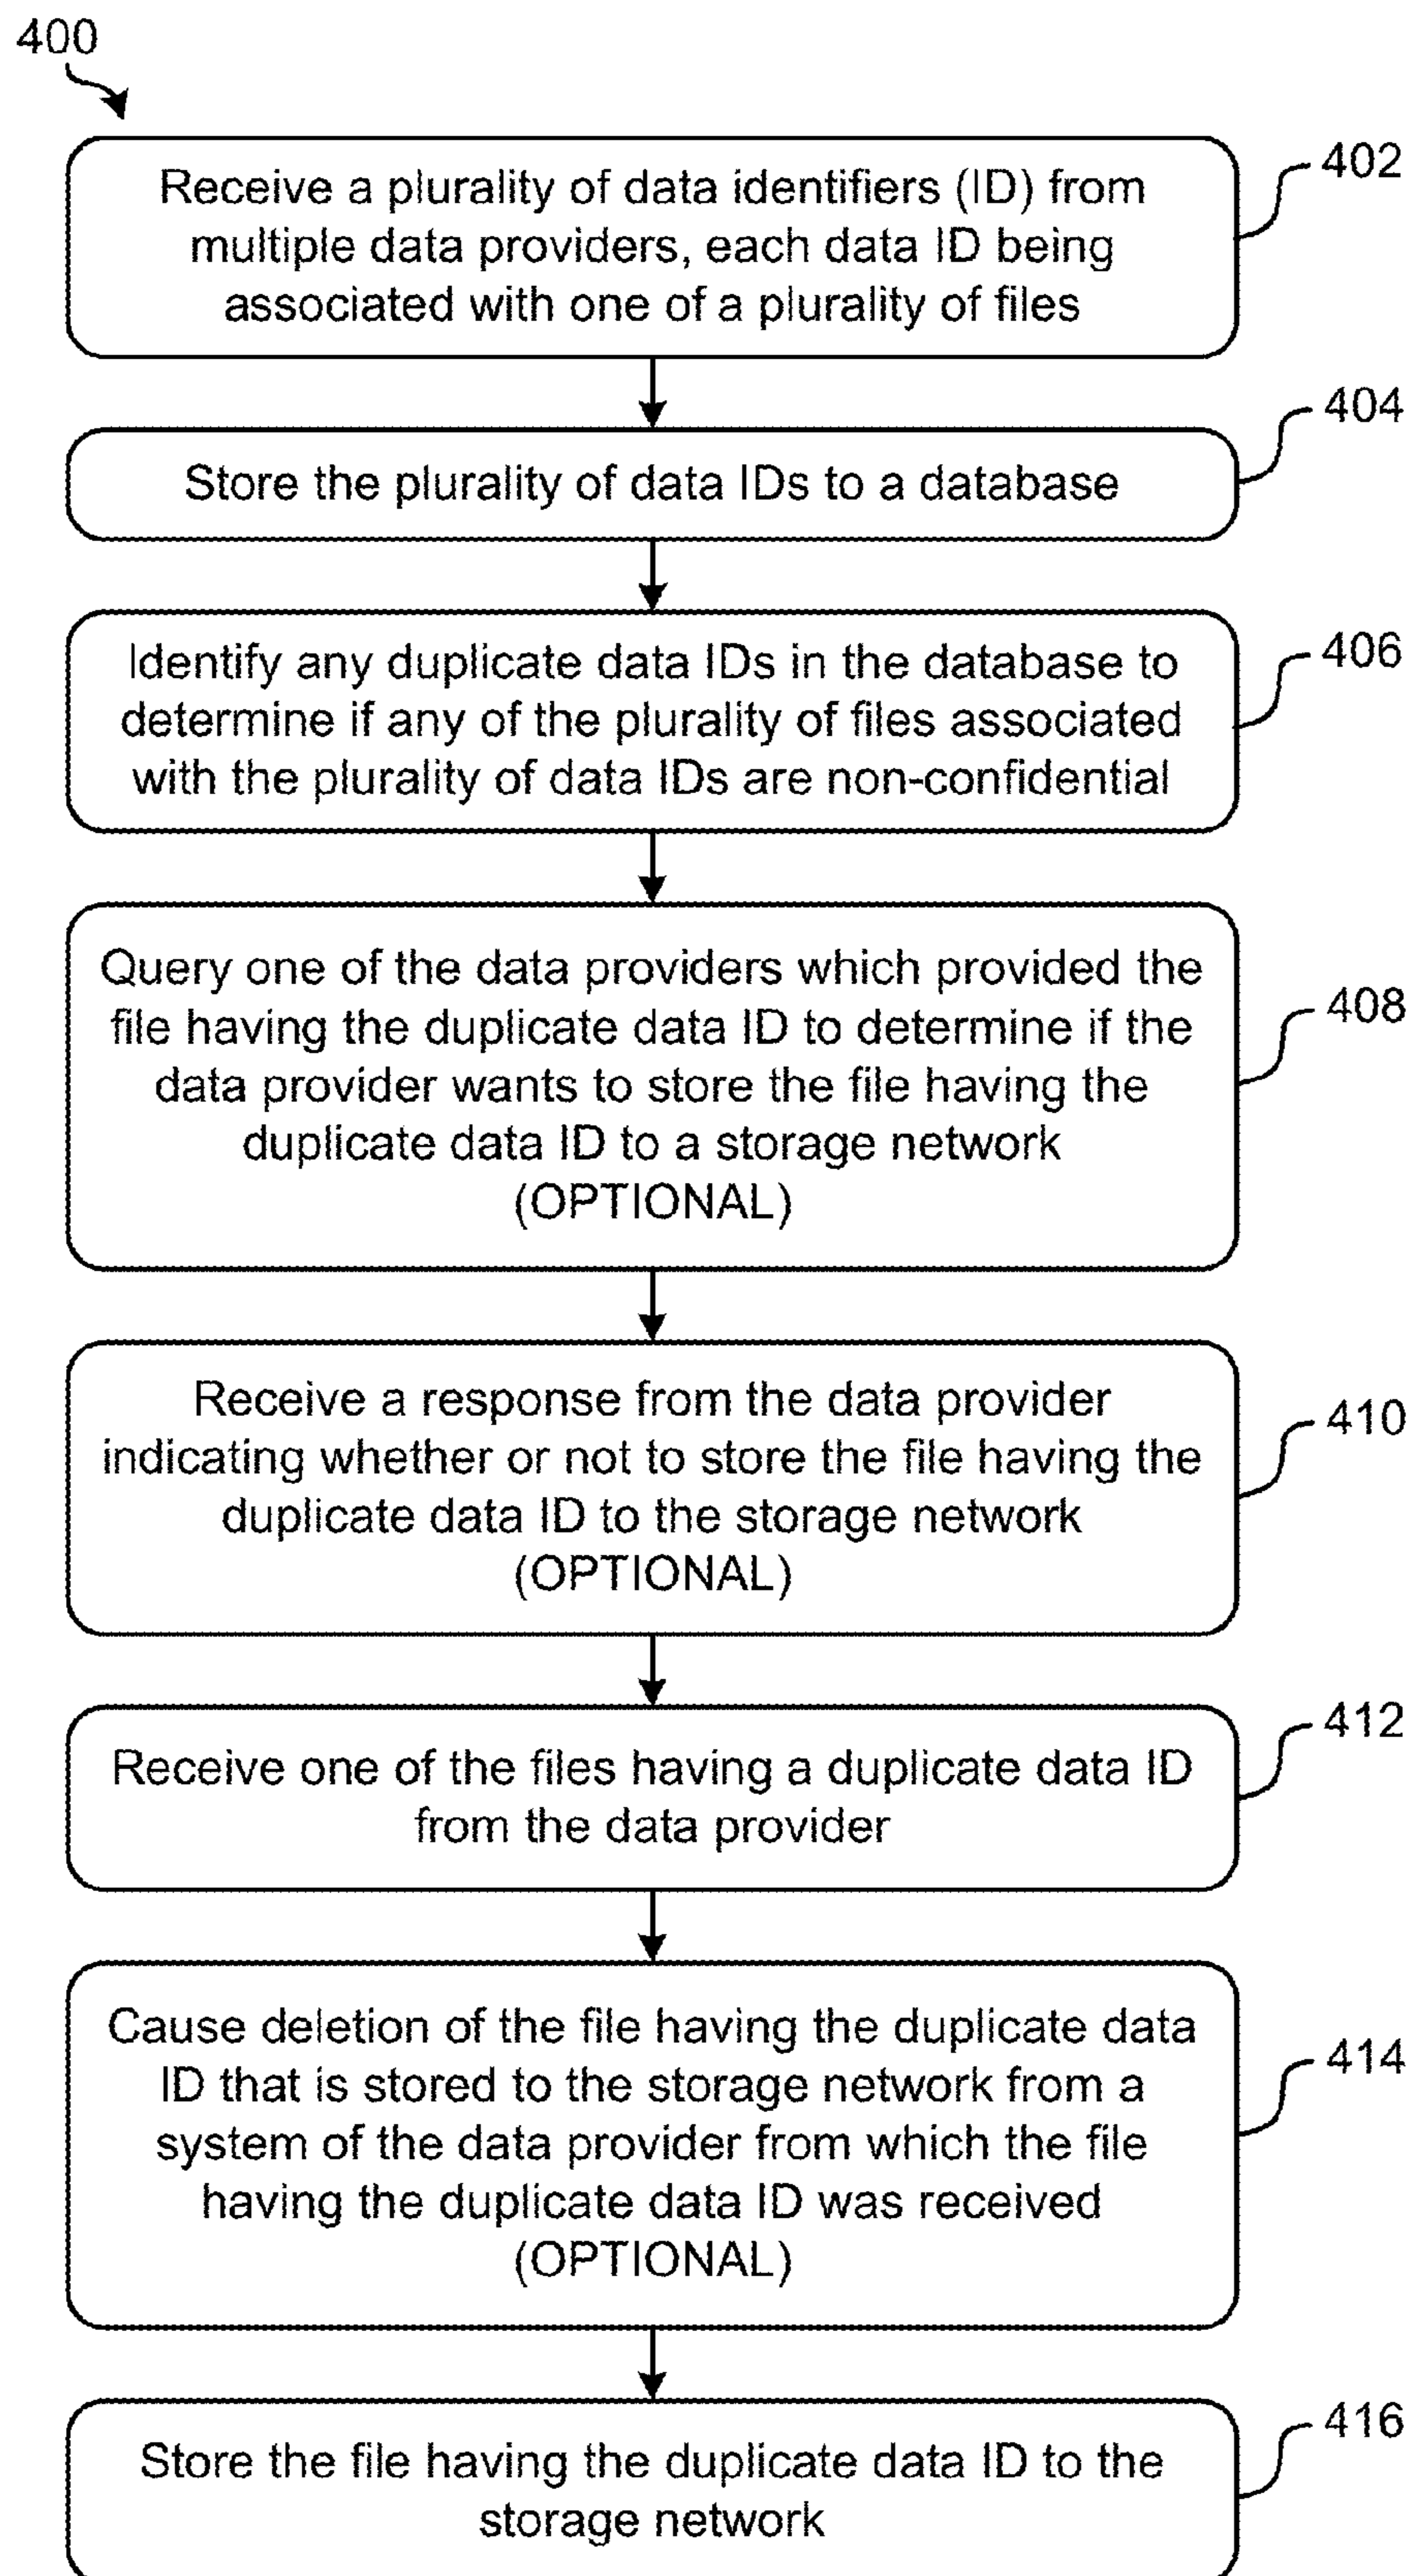 400
Receive a plurality of data identifiers (ID) from
multiple data providers, each data ID being
associated with one of a plurality of files
402
Store the plurality of data IDs to a database
404
Identify any duplicate data IDs in the database to
determine if any of the plurality of files associated
with the plurality of data IDs are non-confidential
406
Query one of the data providers which provided the
file having the duplicate data ID to determine if the
data provider wants to store the file having the
duplicate data ID to a storage network
(OPTIONAL)
408
Receive a response from the data provider
indicating whether or not to store the file having the
duplicate data ID to the storage network
(OPTIONAL)
410
Receive one of the files having a duplicate data ID
from the data provider
412
Cause deletion of the file having the duplicate data
ID that is stored to the storage network from a
system of the data provider from which the file
having the duplicate data ID was received
(OPTIONAL)
414
Store the file having the duplicate data ID to the
storage network
416